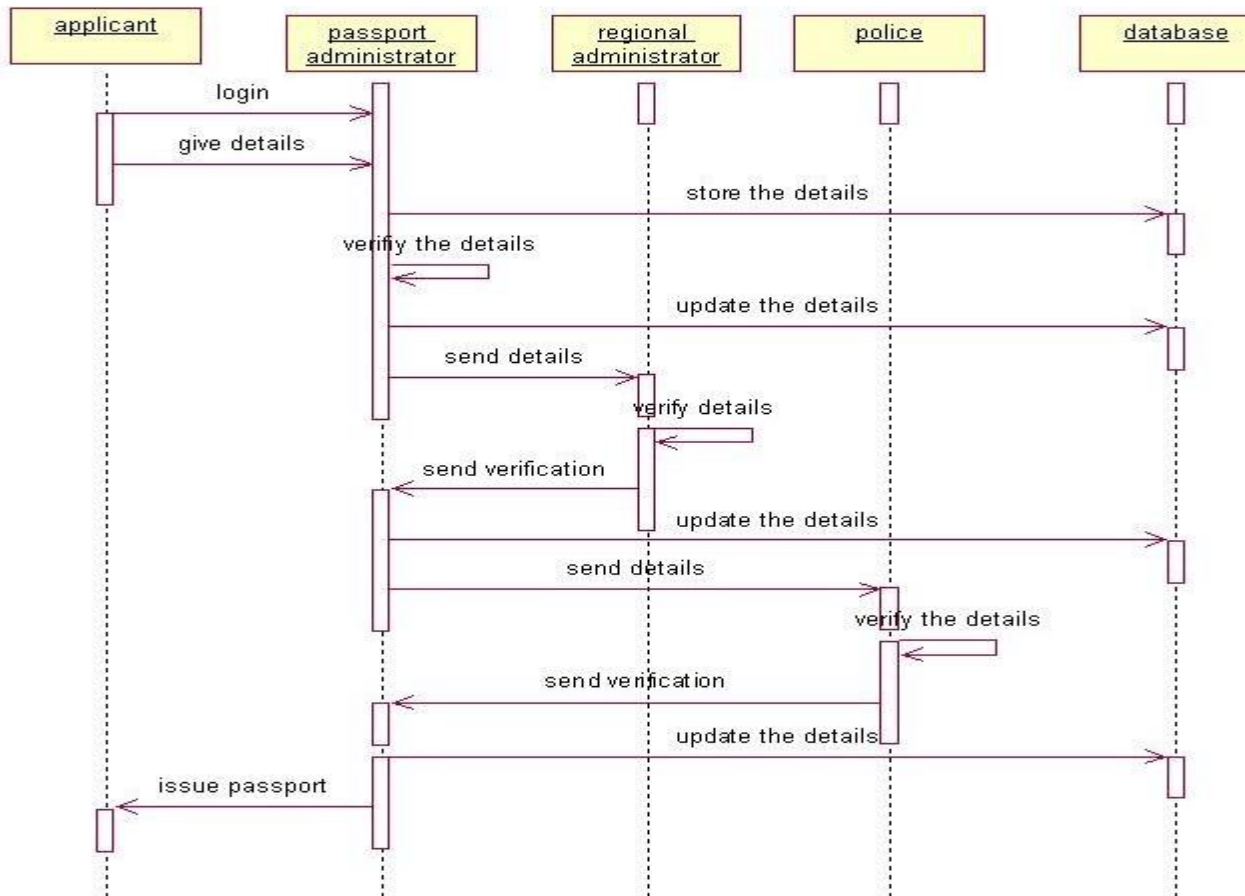 applicant
passport
administrator
regional
administrator
police
database
login
give details
store the details
verifiy the details
update the details
send details
verify details
send verification
update the details
send details
verify the details
send verification
update the details
issue passport